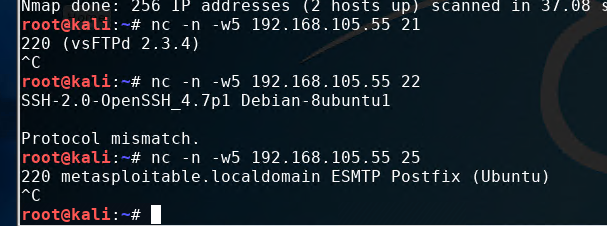 Nmap done: 256 IP addresses (2 hosts up) scanned in 37.08 s
root@kali:~# nc -n -w5 192.168.105.55 21
220 (vsFTPd 2.3.4)
^C
root@kali:~# nc -n -w5 192.168.105.55 22
SSH-2.0-OpenSSH_4.7p1 Debian-8ubuntu1
Protocol mismatch.
root@kali:~# nc -n -w5 192.168.105.55 25
220 metasploitable.localdomain ESMTP Postfix (Ubuntu)
^C
root@kali:~#